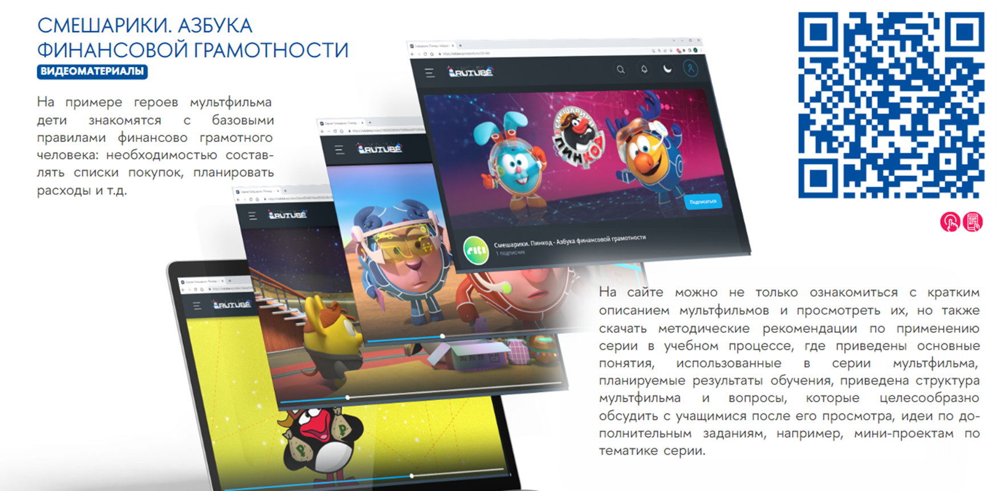 СМЕШАРИКИ. АЗБУКА
ФИНАНСОВОЙ ГРАМОТНОСТИ
ВИДЕОМАТЕРИАЛЫ
На примере героев мультфильма
дети знакомятся с базовыми
правилами финансово грамотного
человека: необходимостью состав-
лять списки покупок, планировать
расходы и т.д.
RUTUBE
СМЕШАРИКИ
ПИНКОД
Подписаться
Смешарики. Пинкод - Азбука финансовой грамотности
1 подписчик
RUTUBE
RUTUBE
RUTUBE
На сайте можно не только ознакомиться с кратким
описанием мультфильмов и просмотреть их, но также
скачать методические рекомендации по применению
серии в учебном процессе, где приведены основные
понятия, использованные в серии мультфильма,
планируемые результаты обучения, приведена структура
мультфильма и вопросы, которые целесообразно
обсудить с учащимися после его просмотра, идеи по до-
полнительным заданиям, например, мини-проектам по
тематике серии.